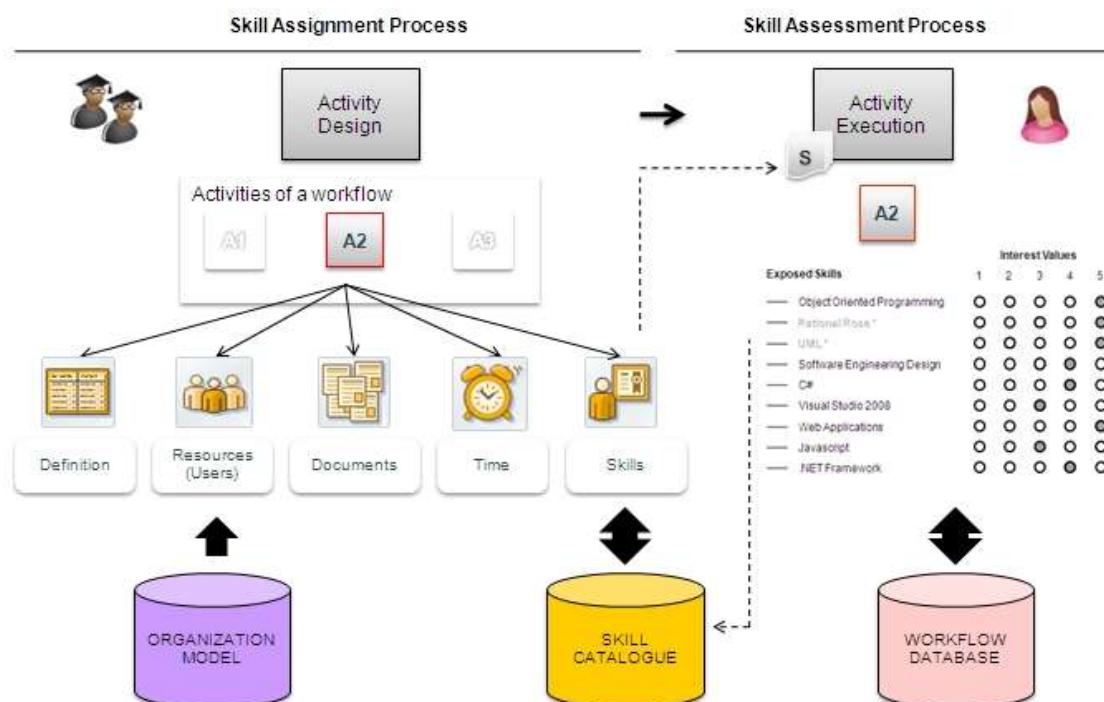 Skill Assignment Process
Skill Assessment Process
Activity
Design
Activity
Execution
S
Activities of a workflow
A1
A2
A3
A2
Interest Values
Exposed Skills 1 2 3 4 5
Object Oriented Programming
Rational Rose *
UML *
Software Engineering Design
C#
Visual Studio 2008
Web Applications
Javascript
.NET Framework
Definition
Resources
(Users)
Documents
Time
Skills
ORGANIZATION
MODEL
SKILL
CATALOGUE
WORKFLOW
DATABASE